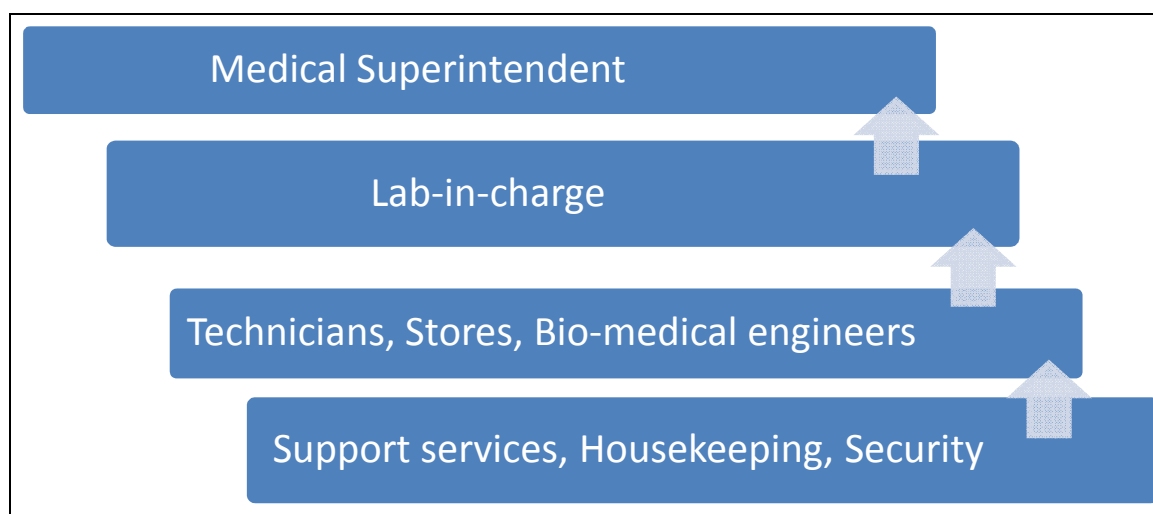 Medical Superintendent
Lab-in-charge
Technicians, Stores, Bio-medical engineers
Support services, Housekeeping, Security